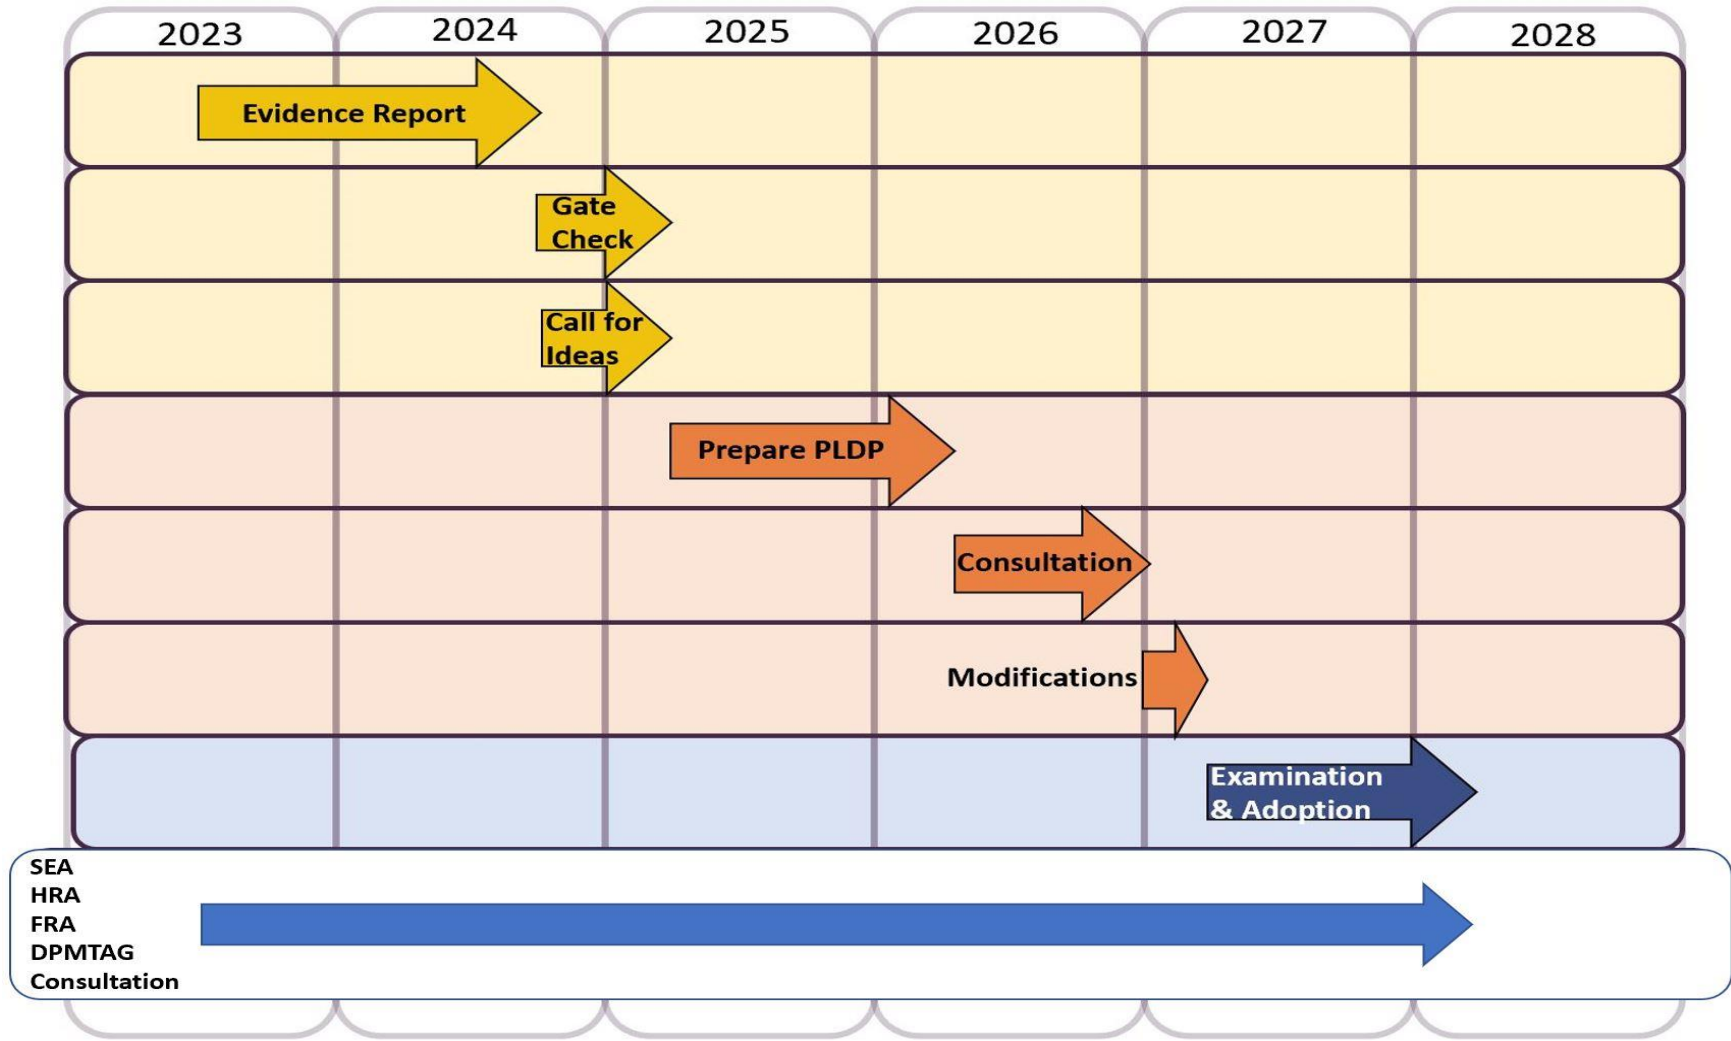 2023 2024 2025 2026 2027 2028
Evidence Report
Gate
Check
Call for
Ideas
Prepare PLDP
Consultation
Modifications
Examination
& Adoption
SEA
HRA
FRA
DPMTAG
Consultation